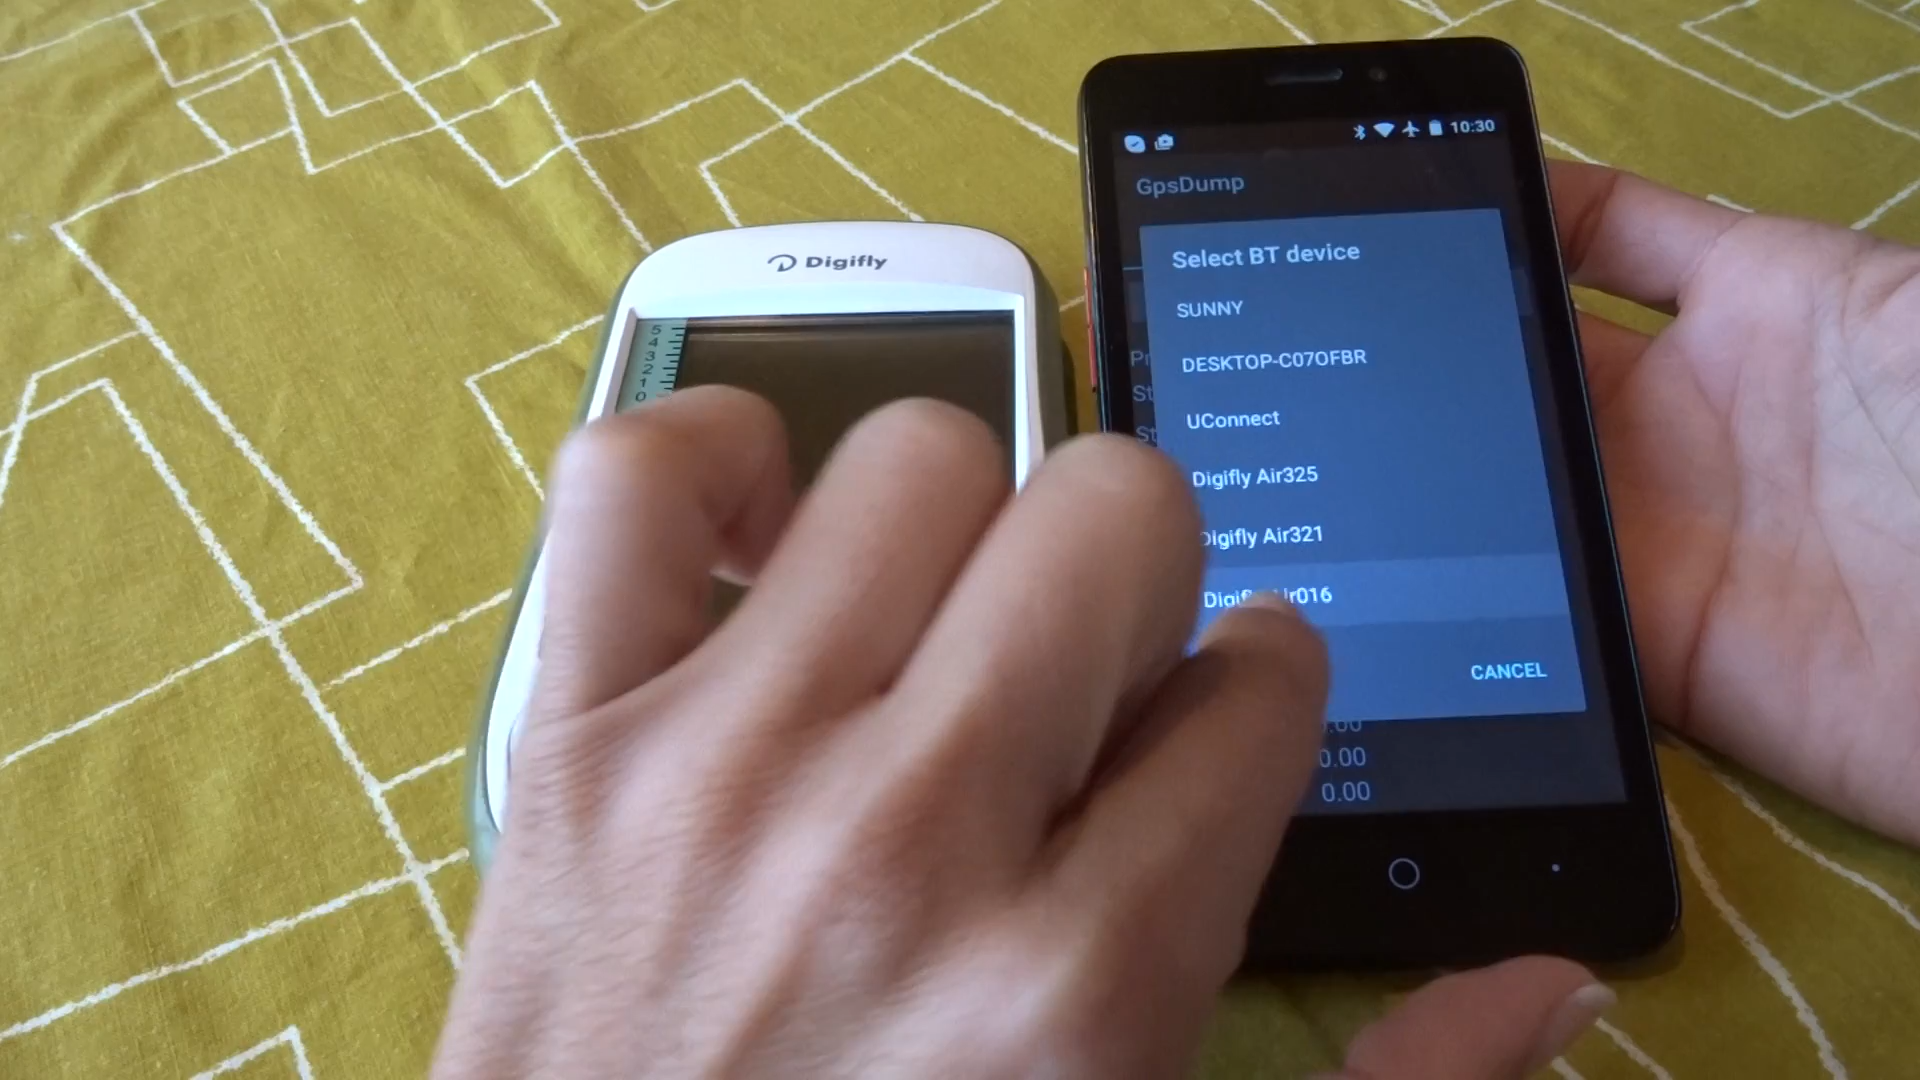 Digifly
5
4
3
2
1
0
10:30
GpsDump
Select BT device
SUNNY
DESKTOP-C07OFBR
UConnect
Digifly Air325
Digifly Air321
CANCEL
0.00
0.00